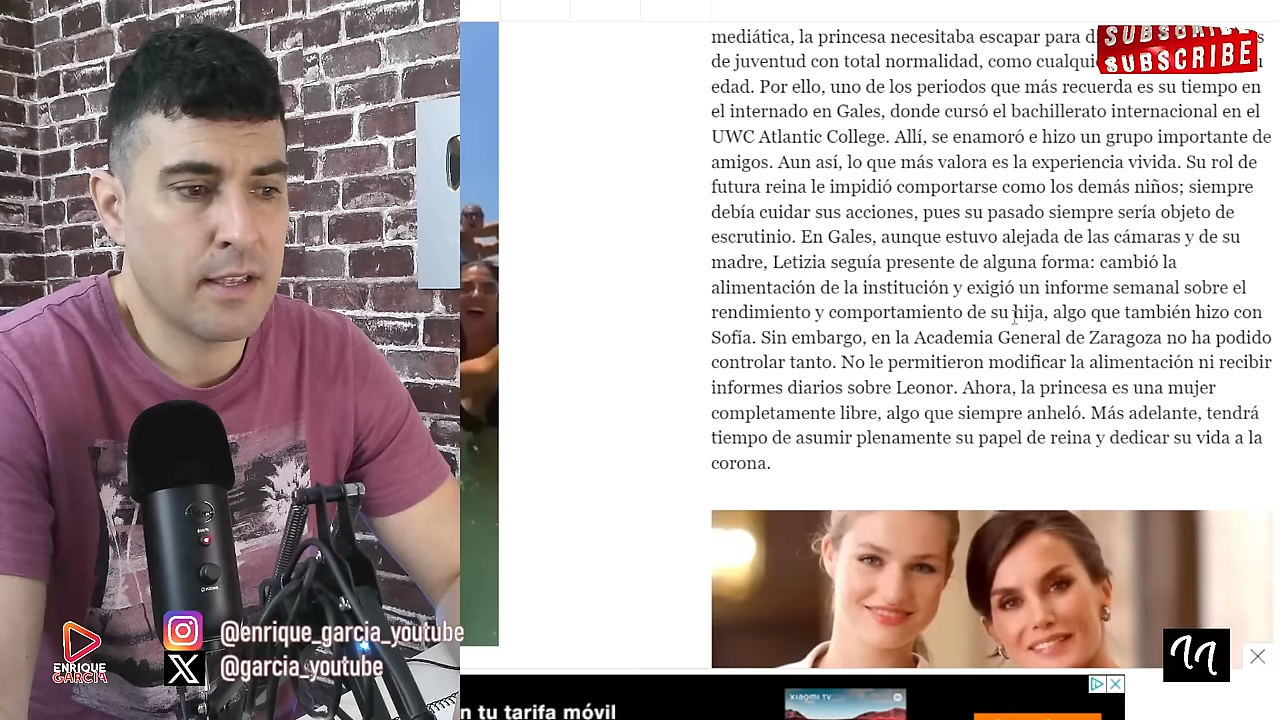 mediática, la princesa necesitaba escapar para
SUBSCRIBE
SUBSCRIBE
de juventud con total normalidad, como
edad. Por ello, uno de los periodos que más recuerda es su tiempo en
el internado en Gales, donde cursó el bachillerato internacional en el
UWC Atlantic College. Allí, se enamoró e hizo un grupo importante de
amigos. Aun así, lo que más valora es la experiencia vivida. Su rol de
futura reina le impidió comportarse como los demás niños; siempre
debía cuidar sus acciones, pues su pasado siempre sería objeto de
escrutinio. En Gales, aunque estuvo alejada de las cámaras y de su
madre, Letizia seguía presente de alguna forma: cambió la
alimentación de la institución y exigió un informe semanal sobre el
rendimiento y comportamiento de su hija, algo que también hizo con
Sofía. Sin embargo, en la Academia General de Zaragoza no ha podido
controlar tanto. No le permitieron modificar la alimentación ni recibir
informes diarios sobre Leonor. Ahora, la princesa es una mujer
completamente libre, algo que siempre anheló. Más adelante, tendrá
tiempo de asumir plenamente su papel de reina y dedicar su vida a la
corona.
@enrique_garcia_youtube
@garcia_youtube
ENRIQUE
GARCIA
xiaomi TV
n tu tarifa móvil